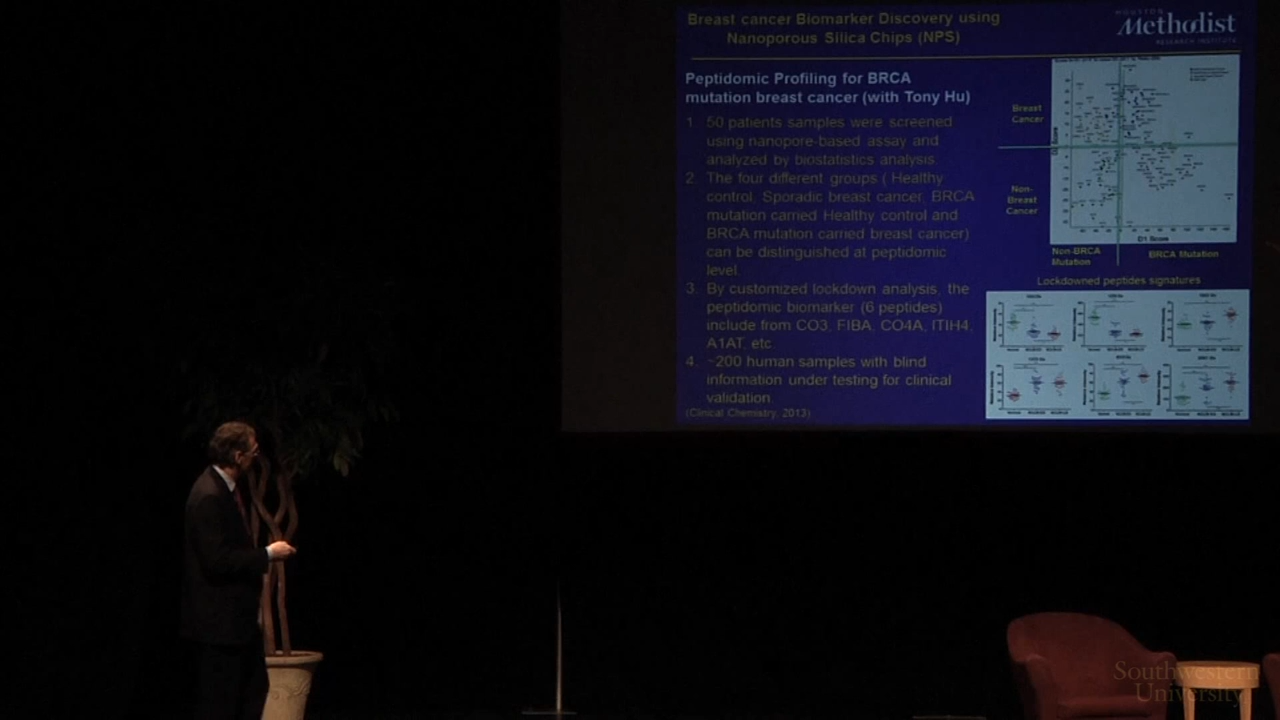 Breast cancer Biomarker Discovery using
Nanoporous Silica Chips (NPS)
HOUSTON
Methodist
RESEARCH INSTITUTE
Peptidomic Profiling for BRCA
mutation breast cancer (with Tony Hu)
1. 50 patients samples were screened
using nanopore-based assay and
analyzed by biostatistics analysis
2. The four different groups ( Healthy
control, Sporadic breast cancer, BRCA
mutation carried Healthy control and
BRCA mutation carried breast cancer)
can be distinguished at peptidomic
level.
3. By customized lockdown analysis, the
peptidomic biomarker (6 peptides)
include from CO3, FIBA, CO4A, ITIH4,
A1AT, etc.
4. ~200 human samples with blind
information under testing for clinical
validation.
(Clinical Chemistry, 2013)
Breast
Cancer
Non-
Breast
Cancer
D1 Score
Non-BRCA
Mutation
BRCA Mutation
Lockdowned peptides signatures
Southwestern
University